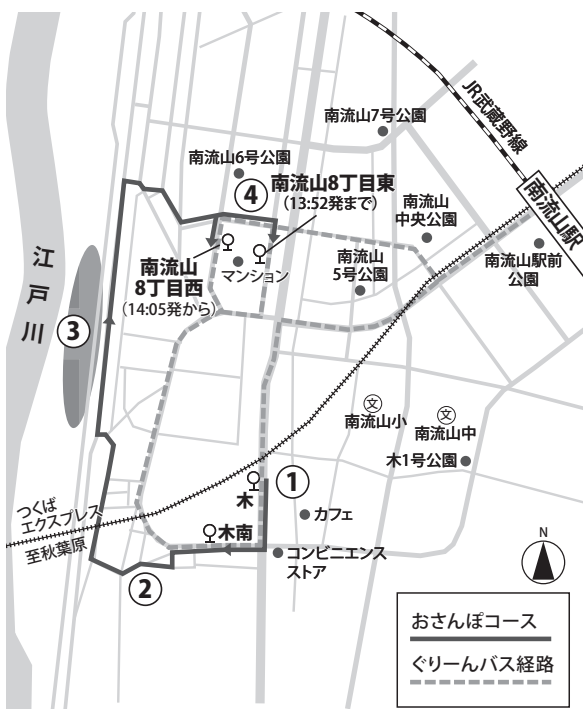 JR武蔵野線
南流山7号公園
南流山駅
南流山6号公園
④
南流山8丁目東
(13:52発まで)
南流山
中央公園
南流山駅前
公園
南流山
8丁目西
(14:05発から)
マンション
南流山
5号公園
江戸川
③
文
南流山小
文
南流山中
木1号公園
①
木
カフェ
つくば
エクスプレス
至秋葉原
木南
コンビニエンス
ストア
②
N
おさんぽコース
ぐりーんバス経路